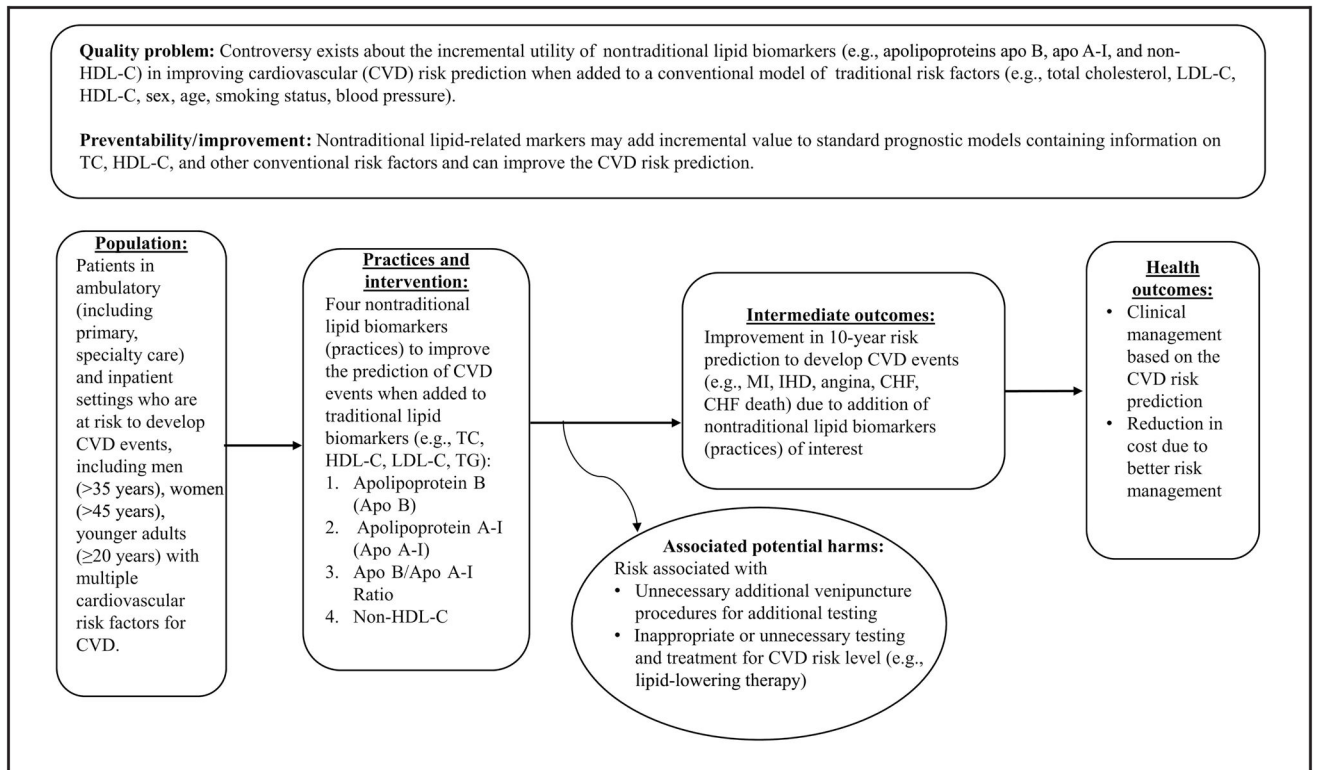 Quality problem: Controversy exists about the incremental utility of nontraditional lipid biomarkers (e.g., apolipoproteins apo B, apo A-I, and non-
HDL-C) in improving cardiovascular (CVD) risk prediction when added to a conventional model of traditional risk factors (e.g., total cholesterol, LDL-C,
HDL-C, sex, age, smoking status, blood pressure).
Preventability/improvement: Nontraditional lipid-related markers may add incremental value to standard prognostic models containing information on
TC, HDL-C, and other conventional risk factors and can improve the CVD risk prediction.
Population:
Patients in
ambulatory
(including
primary,
specialty care)
and inpatient
settings who are
at risk to develop
CVD events,
including men
(>35 years), women
(>45 years),
younger adults
(≥20 years) with
multiple
cardiovascular
risk factors for
CVD.
Practices and
intervention:
Four nontraditional
lipid biomarkers
(practices) to improve
the prediction of CVD
events when added to
traditional lipid
biomarkers (e.g., TC,
HDL-C, LDL-C, TG):
1. Apolipoprotein B
(Apo B)
2. Apolipoprotein A-I
(Apo A-I)
3. Apo B/Apo A-I
Ratio
4. Non-HDL-C
Intermediate outcomes:
Improvement in 10-year risk
prediction to develop CVD events
(e.g., MI, IHD, angina, CHF,
CHF death) due to addition of
nontraditional lipid biomarkers
(practices) of interest
Associated potential harms:
Risk associated with
• Unnecessary additional venipuncture
procedures for additional testing
• Inappropriate or unnecessary testing
and treatment for CVD risk level (e.g.,
lipid-lowering therapy)
Health
outcomes:
• Clinical
management
based on the
CVD risk
prediction
• Reduction in
cost due to
better risk
management